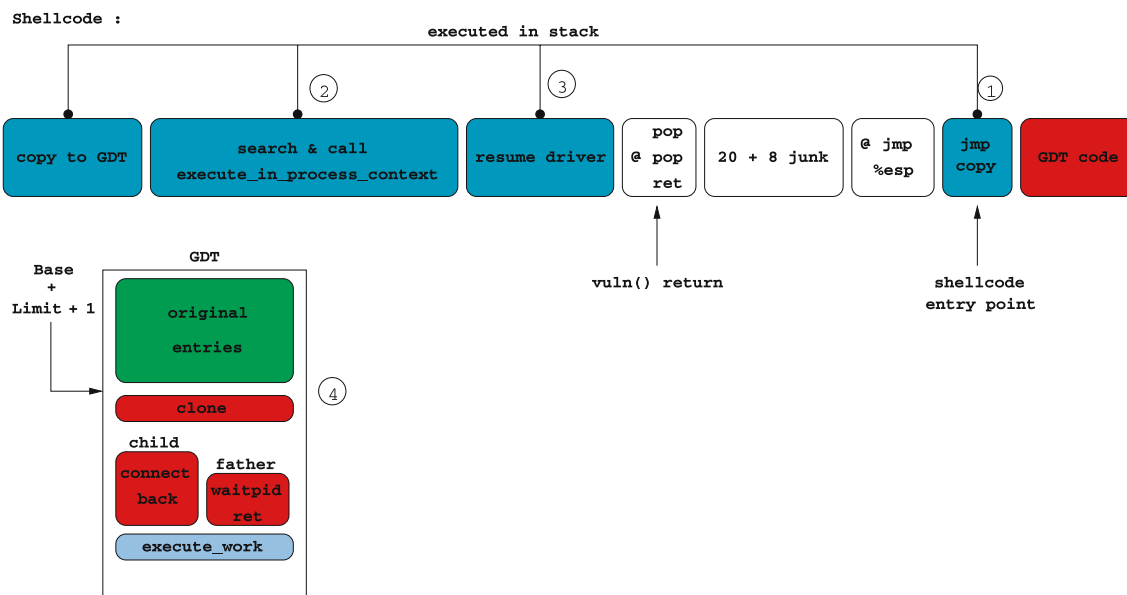 Shellcode :
executed in stack
2
3
1
copy to GDT
search & call
execute_in_process_context
resume driver
pop
@ pop
ret
20 + 8 junk
@ jmp
%esp
jmp
copy
GDT code
vuln() return
shellcode
entry point
GDT
Base
+
Limit + 1
original
entries
4
clone
child
connect
back
father
waitpid
ret
execute_work